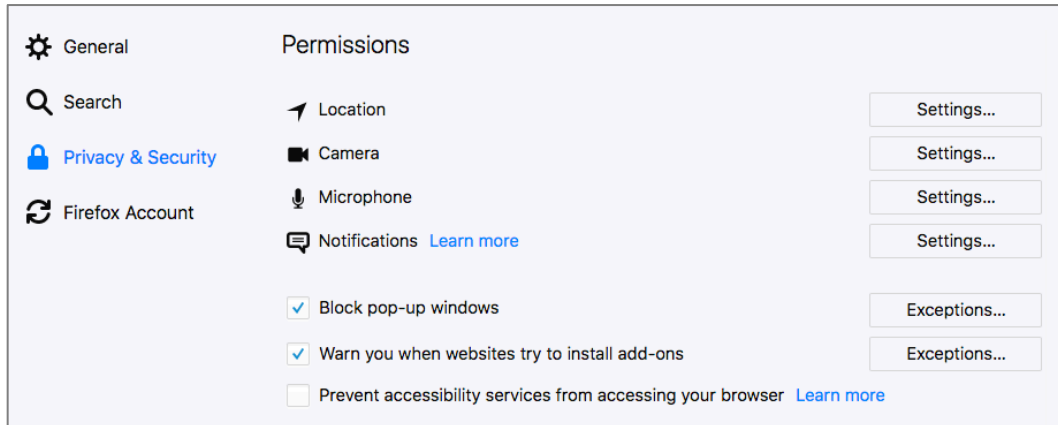 General
Search
Privacy & Security
Firefox Account
Permissions
Location Settings...
Camera Settings...
Microphone Settings...
Notifications Learn more Settings...
Block pop-up windows Exceptions...
Warn you when websites try to install add-ons Exceptions...
Prevent accessibility services from accessing your browser Learn more